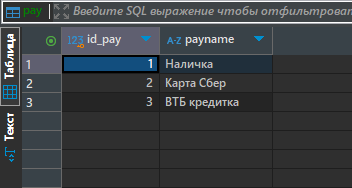 pay Введите SQL выражение чтобы отфильтроват
Таблица
Текст
123 id_pay A-Z payname
1 1 Наличка
2 2 Карта Сбер
3 3 ВТБ кредитка